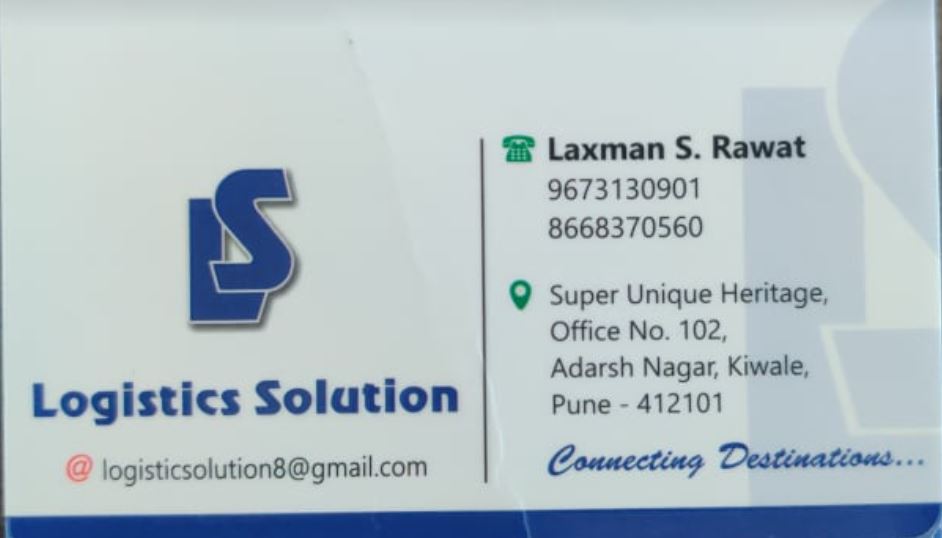 LS
Logistics Solution
@ logisticsolution8@gmail.com
Laxman S. Rawat
9673130901
8668370560
Super Unique Heritage,
Office No. 102,
Adarsh Nagar, Kiwale,
Pune - 412101
Connecting Destinations...